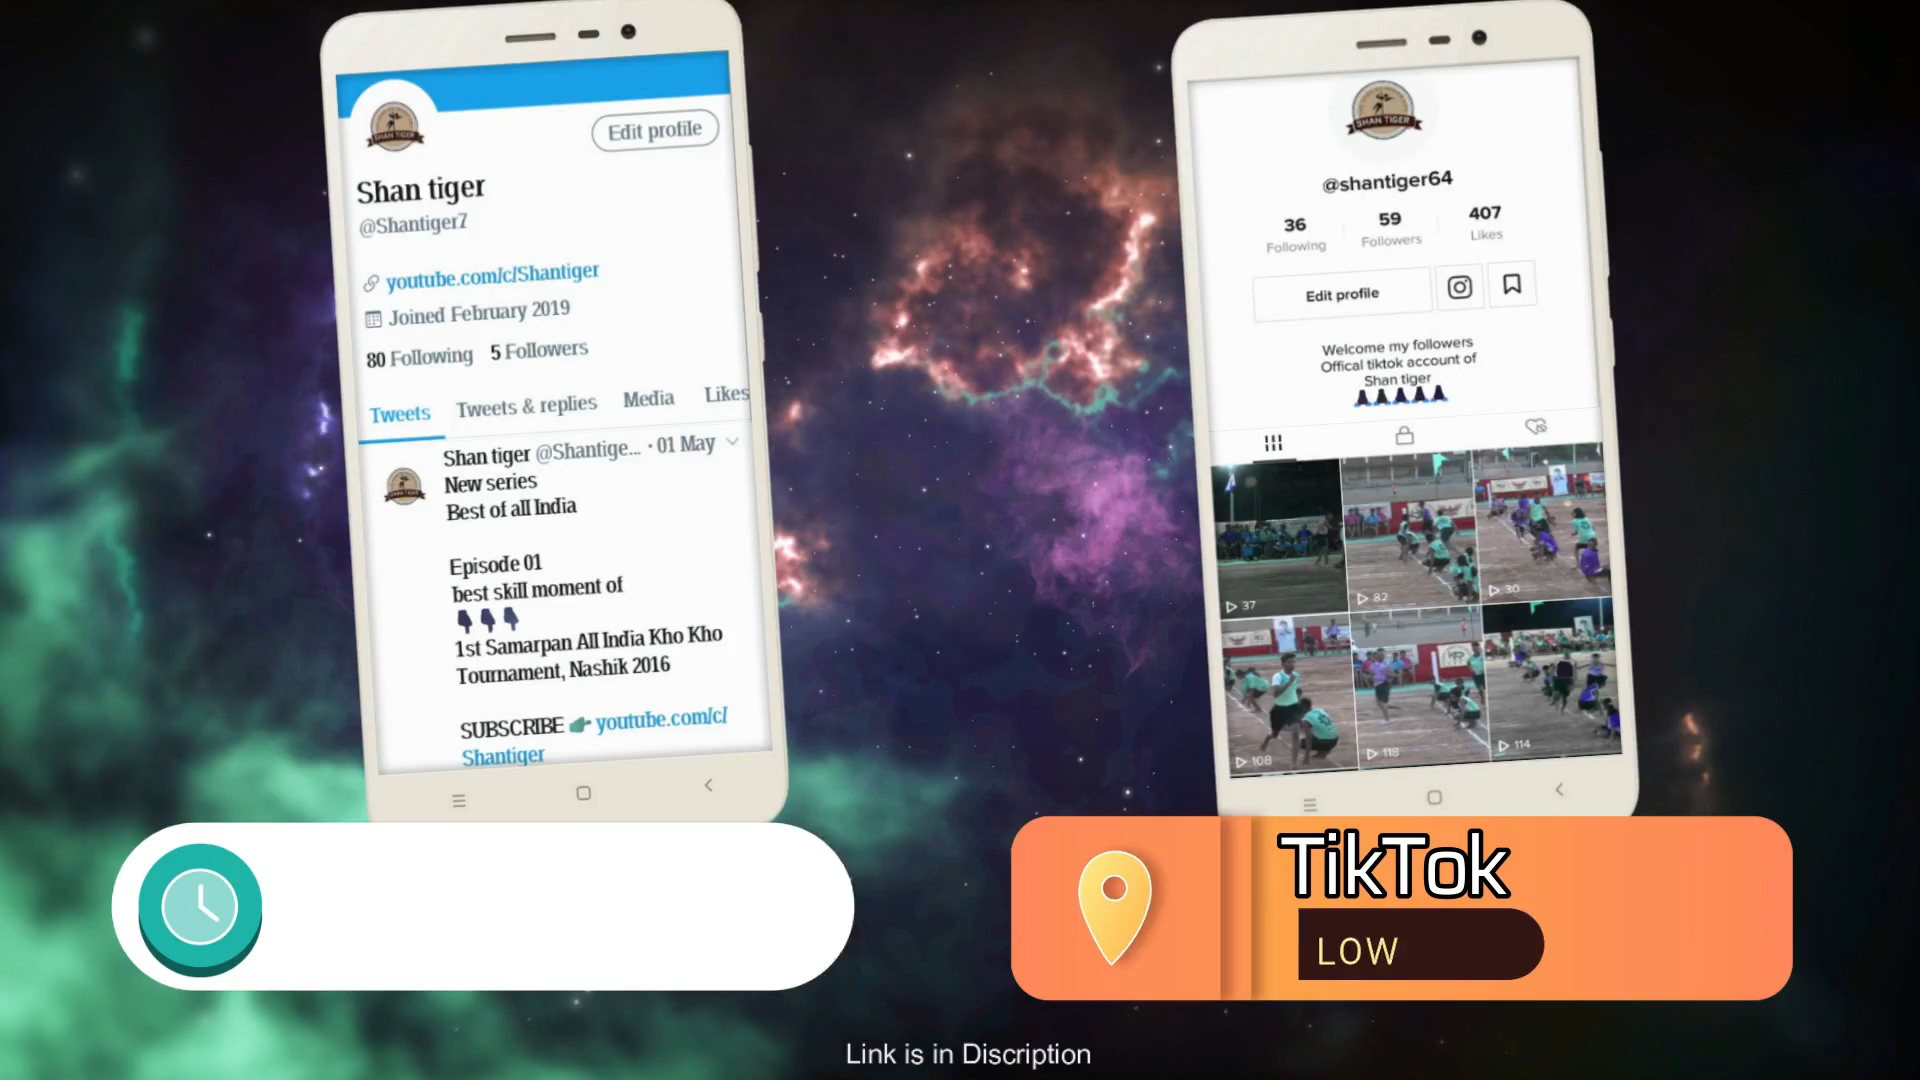 Edit profile
SHAN TIGER
Shan tiger
@Shantiger7
youtube.com/c/Shantiger
Joined February 2019
80 Following 5 Followers
Tweets Tweets & replies Media Likes
Shan tiger @Shantige... · 01 May
New series
Best of all India
Episode 01
best skill moment of
👇👇👇
1st Samarpan All India Kho Kho
Tournament, Nashik 2016
SUBSCRIBE 👉 youtube.com/c/
Shantiger
SHAN TIGER
@shantiger64
36 59 407
Following Followers Likes
Edit profile
Welcome my followers
Offical tiktok account of
Shan tiger
37 82 30
108 118 114
TikTok
LOW
Link is in Discription